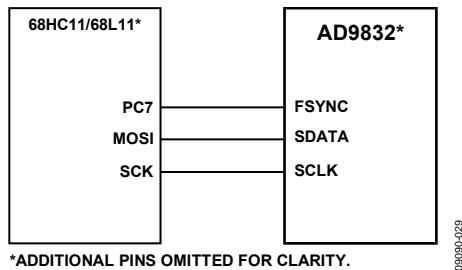 68HC11/68L11*
AD9832*
PC7
FSYNC
MOSI
SDATA
SCK
SCLK
*ADDITIONAL PINS OMITTED FOR CLARITY.
09090-029